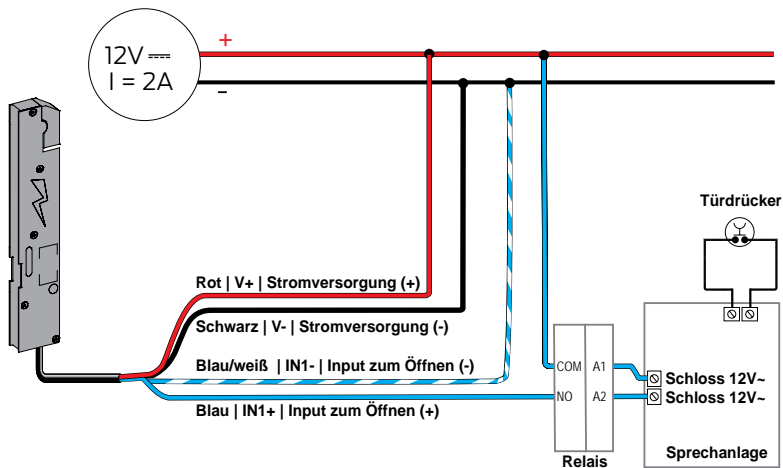 +
12V ⎓
I = 2A
–
Türdrücker
Rot | V+ | Stromversorgung (+)
Schwarz | V- | Stromversorgung (-)
Blau/weiß | IN1- | Input zum Öffnen (-)
COM A1
Schloss 12V~
NO A2
Schloss 12V~
Blau | IN1+ | Input zum Öffnen (+)
Sprechanlage
Relais